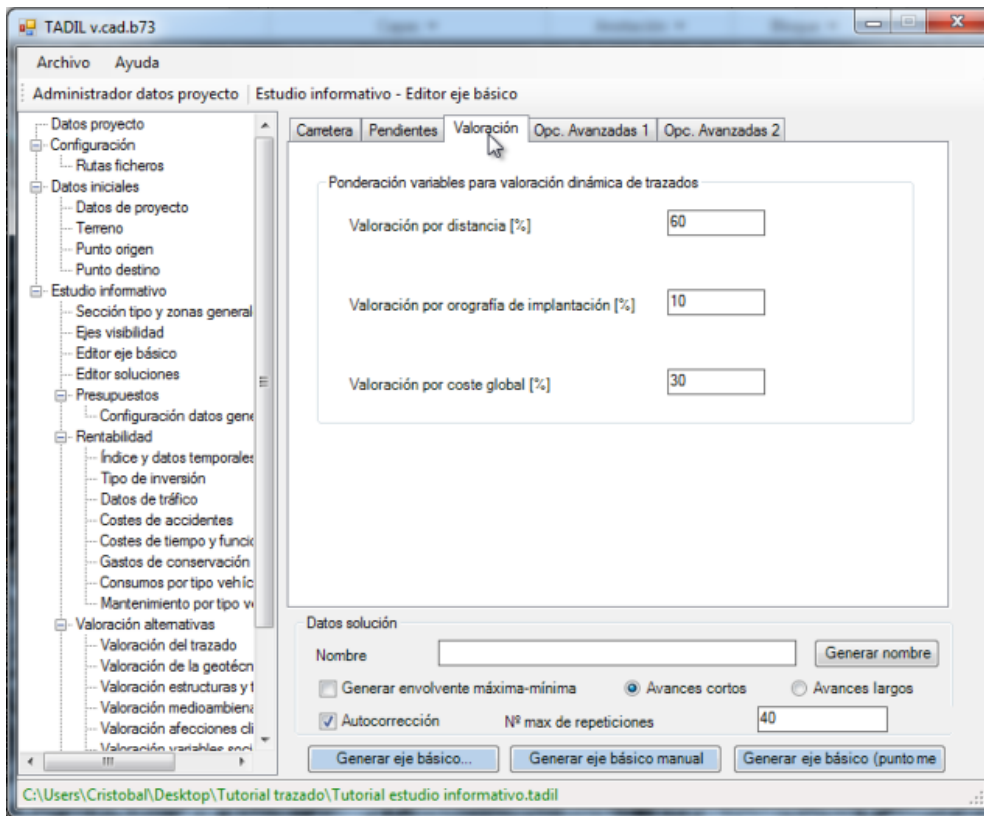 TADIL v.cad.b73
Archivo Ayuda
Administrador datos proyecto Estudio informativo - Editor eje básico
Datos proyecto
Configuración
Rutas ficheros
Datos iniciales
Datos de proyecto
Terreno
Punto origen
Punto destino
Estudio informativo
Sección tipo y zonas general
Ejes visibilidad
Editor eje básico
Editor soluciones
Presupuestos
Configuración datos gene
Rentabilidad
Índice y datos temporales
Tipo de inversión
Datos de tráfico
Costes de accidentes
Costes de tiempo y funcio
Gastos de conservación
Consumos por tipo vehíc
Mantenimiento por tipo v
Valoración alternativas
Valoración del trazado
Valoración de la geotécn
Valoración estructuras y t
Valoración medioambiena
Valoración afecciones cli
Valoración variables soci
Carretera Pendientes Valoración Opc. Avanzadas 1 Opc. Avanzadas 2
Ponderación variables para valoración dinámica de trazados
Valoración por distancia [%] 60
Valoración por orografía de implantación [%] 10
Valoración por coste global [%] 30
Datos solución
Nombre Generar nombre
Generar envolvente máxima-mínima Avances cortos Avances largos
Autocorrección Nº max de repeticiones 40
Generar eje básico... Generar eje básico manual Generar eje básico (punto me
C:\Users\Cristobal\Desktop\Tutorial trazado\Tutorial estudio informativo.tadil